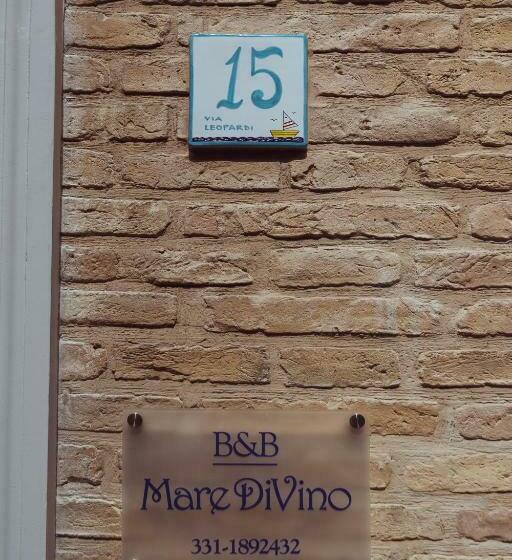 15
VIA
LEOPARDI
B&B
Mare DiVino
331-1892432